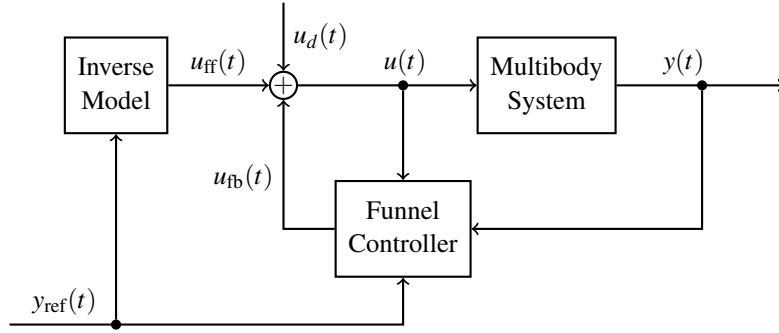 u_d(t)
Inverse
Model
u_ff(t)
+
u(t)
Multibody
System
y(t)
u_fb(t)
Funnel
Controller
y_ref(t)